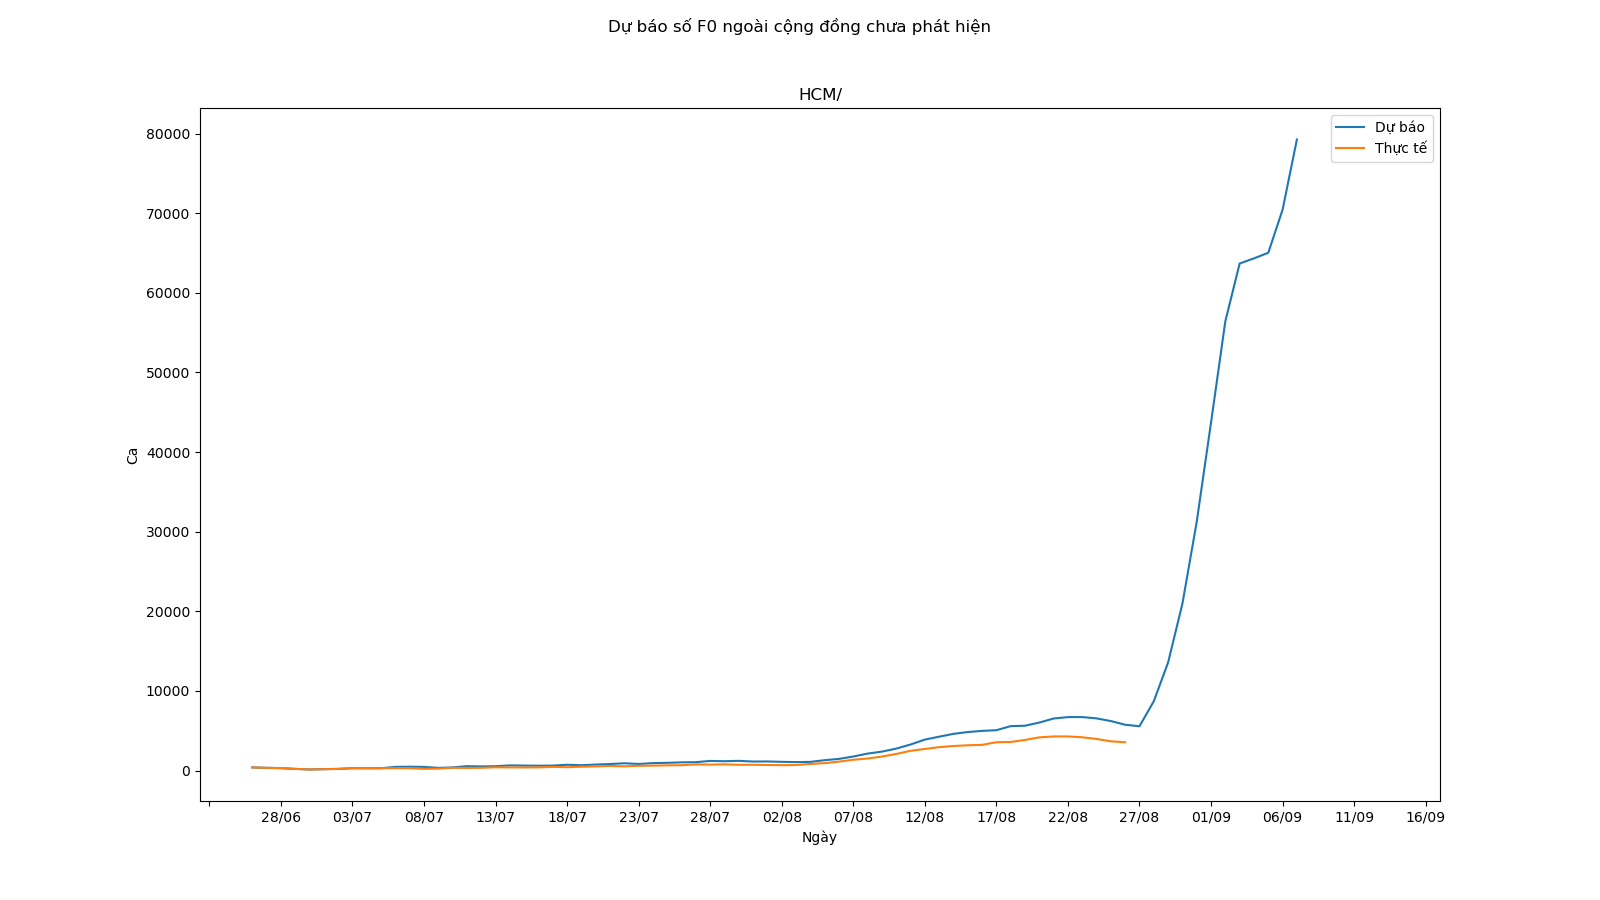 Dự báo số F0 ngoài cộng đồng chưa phát hiện
HCM/
Dự báo
Thực tế
80000
70000
60000
50000
40000
30000
20000
10000
0
Ca
28/06 03/07 08/07 13/07 18/07 23/07 28/07 02/08 07/08 12/08 17/08 22/08 27/08 01/09 06/09 11/09 16/09
Ngày